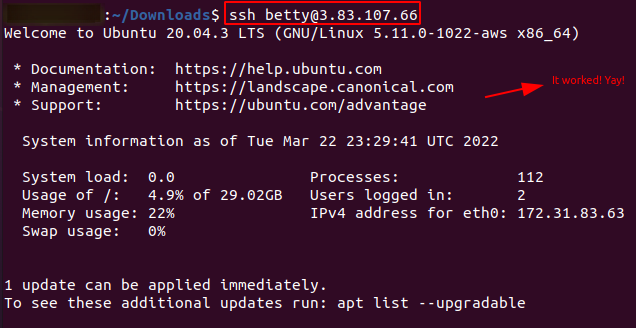 :~/Downloads$ ssh betty@3.83.107.66
Welcome to Ubuntu 20.04.3 LTS (GNU/Linux 5.11.0-1022-aws x86_64)
* Documentation: https://help.ubuntu.com
* Management: https://landscape.canonical.com
* Support: https://ubuntu.com/advantage
It worked! Yay!
System information as of Tue Mar 22 23:29:41 UTC 2022
System load: 0.0 Processes: 112
Usage of /: 4.9% of 29.02GB Users logged in: 2
Memory usage: 22% IPv4 address for eth0: 172.31.83.63
Swap usage: 0%
1 update can be applied immediately.
To see these additional updates run: apt list --upgradable